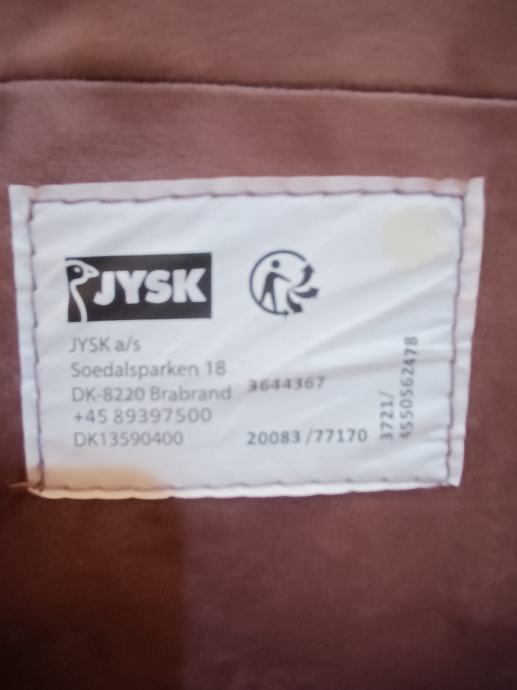 JYSK
JYSK a/s
Soedalsparken 18
DK-8220 Brabrand
+45 89397500
DK13590400
3644367
20083 /77170
3721/
4550562478